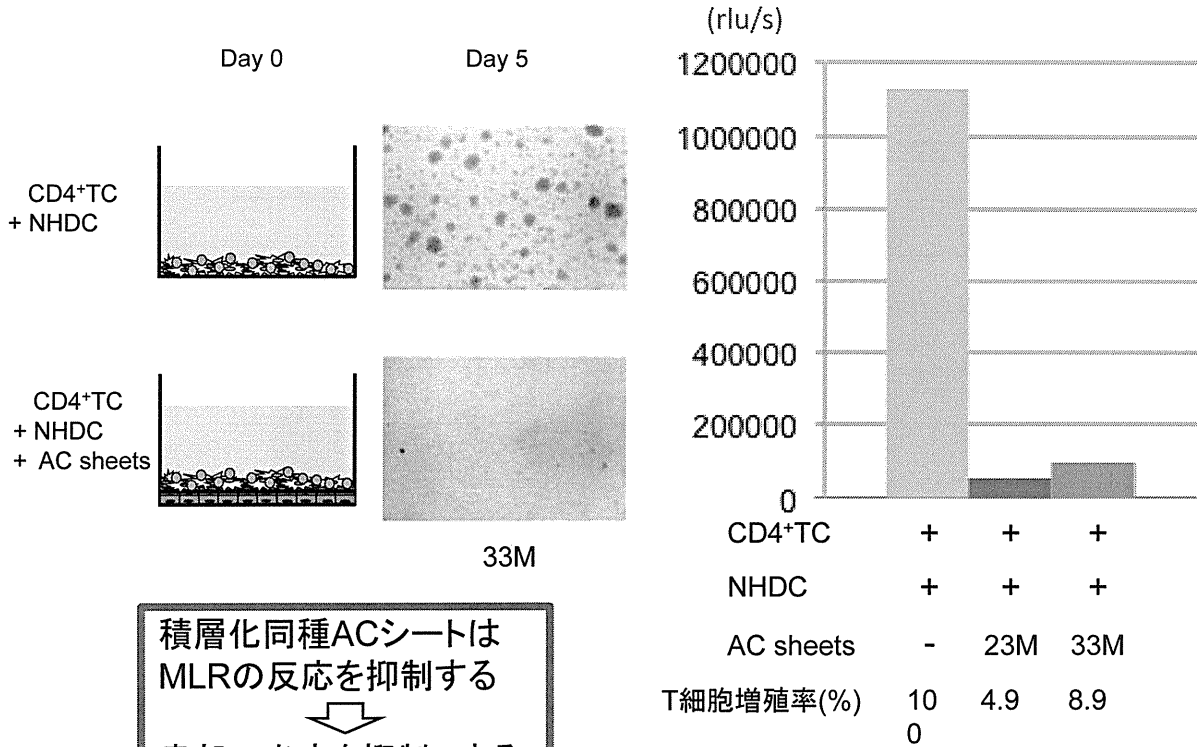 Day 0
Day 5
CD4+TC
+ NHDC
CD4+TC
+ NHDC
+ AC sheets
33M
積層化同種ACシートは
MLRの反応を抑制する
(rlu/s)
1200000
1000000
800000
600000
400000
200000
0
CD4+TC + + +
NHDC + + +
AC sheets - 23M 33M
T細胞増殖率(%) 10 4.9 8.9
0